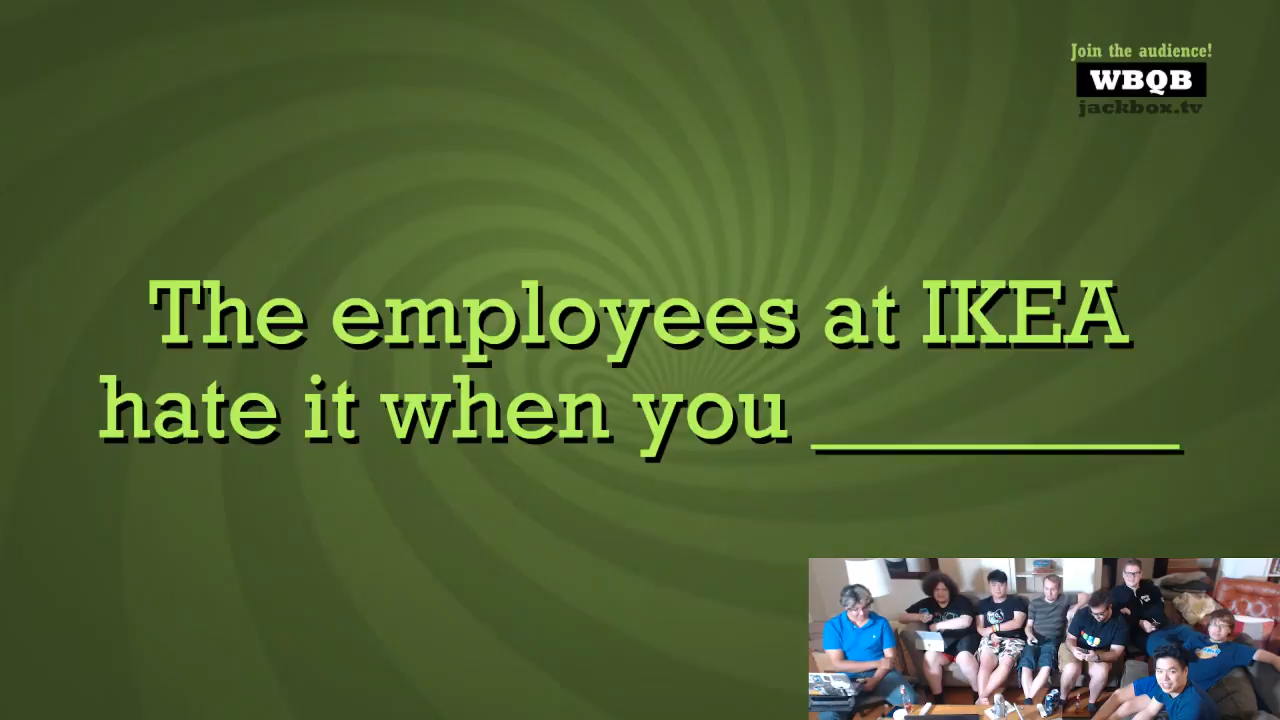 Join the audience!
WBQB
jackbox.tv
The employees at IKEA
hate it when you ________